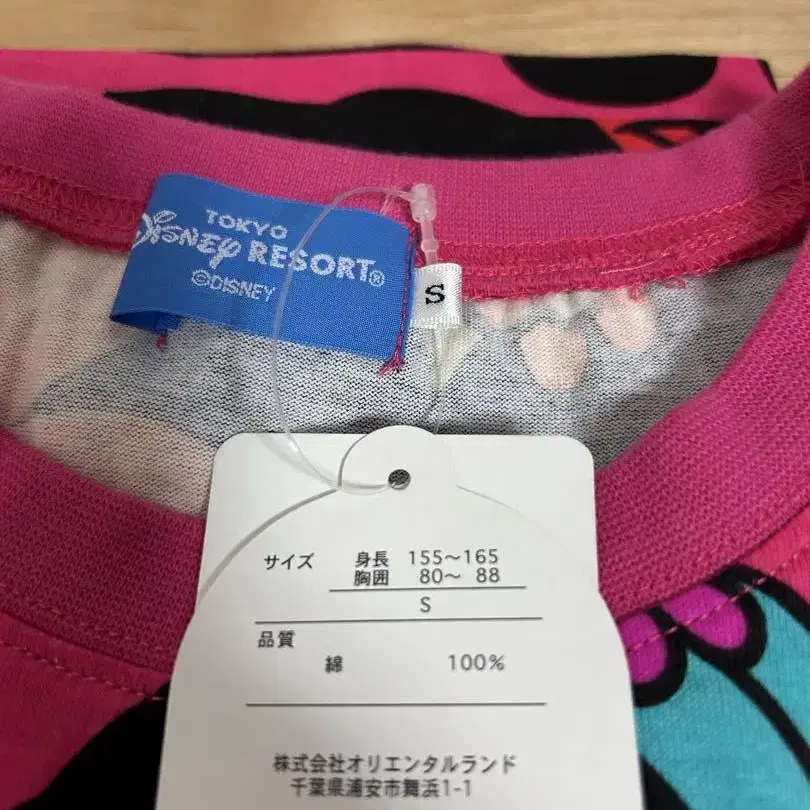 TOKYO
DISNEY RESORT®
©DISNEY
S
サイズ 身長 155〜165
胸囲 80〜 88
S
品質
綿 100%
株式会社オリエンタルランド
千葉県浦安市舞浜1-1